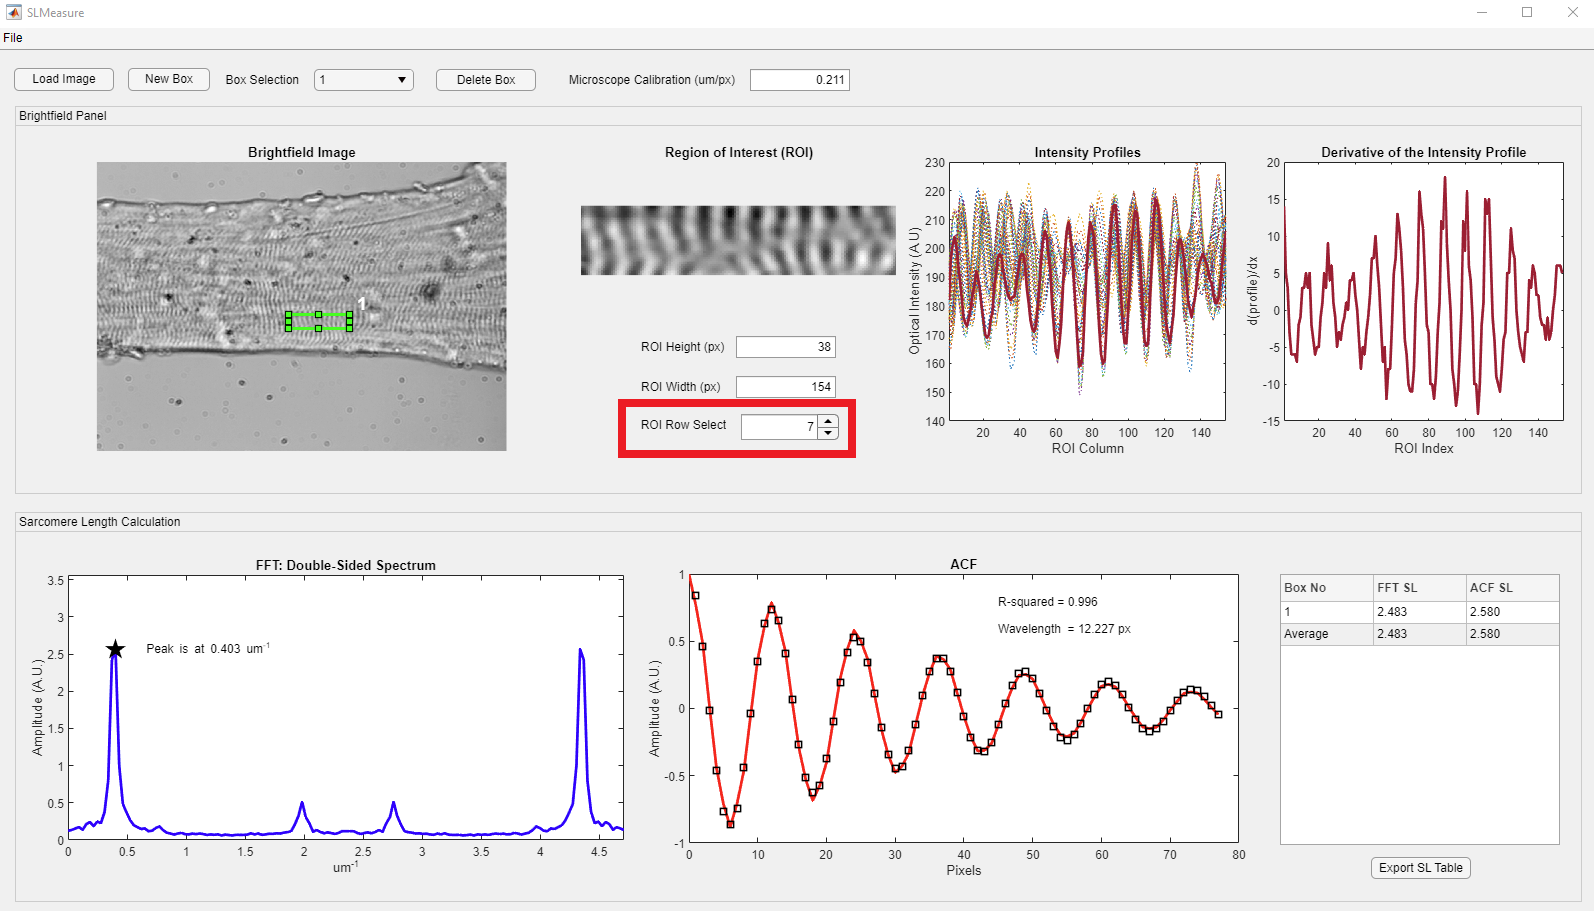 SLMeasure
File
Load Image New Box Box Selection 1 Delete Box Microscope Calibration (um/px) 0.211
Brightfield Panel
Brightfield Image
1
Region of Interest (ROI)
ROI Height (px) 38
ROI Width (px) 154
ROI Row Select 7
Intensity Profiles
Optical Intensity (A.U)
230
220
210
200
190
180
170
160
150
140
20 40 60 80 100 120 140
ROI Column
Derivative of the Intensity Profile
d(profile)/dx
20
15
10
5
0
-5
-10
-15
20 40 60 80 100 120 140
ROI Index
Sarcomere Length Calculation
FFT: Double-Sided Spectrum
Peak is at 0.403 um⁻¹
Amplitude (A.U.)
3.5
3
2.5
2
1.5
1
0.5
0
0 0.5 1 1.5 2 2.5 3 3.5 4 4.5
um⁻¹
ACF
R-squared = 0.996
Wavelength = 12.227 px
Amplitude (A.U.)
1
0.5
0
-0.5
-1
0 10 20 30 40 50 60 70 80
Pixels
Box No FFT SL ACF SL
1 2.483 2.580
Average 2.483 2.580
Export SL Table